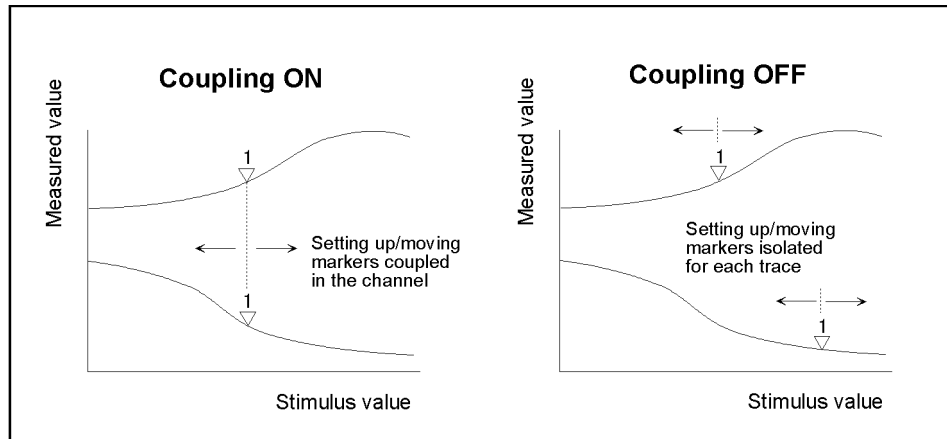 Coupling ON
Measured value
1
Setting up/moving
markers coupled
in the channel
1
Stimulus value
Coupling OFF
Measured value
1
Setting up/moving
markers isolated
for each trace
1
Stimulus value